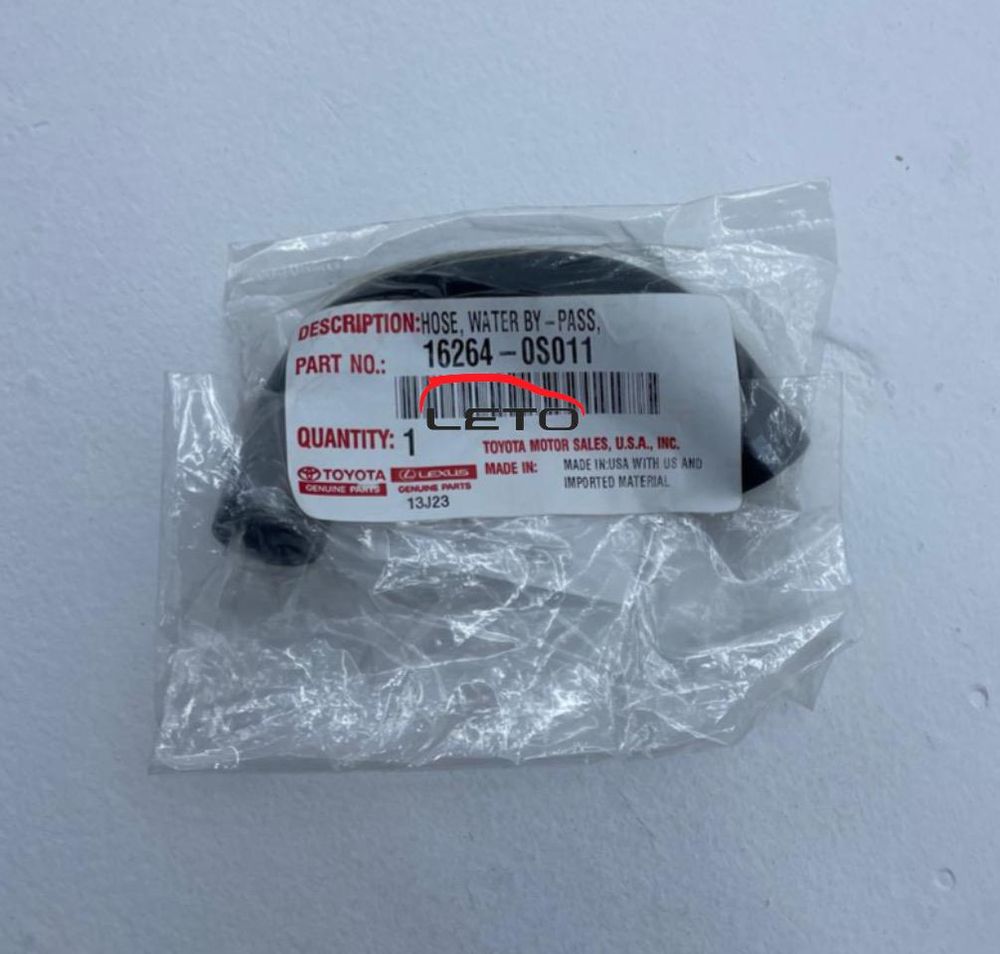 DESCRIPTION:HOSE, WATER BY-PASS,
PART NO.: 16264-0S011
LETO
QUANTITY: 1
TOYOTA MOTOR SALES, U.S.A., INC.
TOYOTA
GENUINE PARTS
LEXUS
GENUINE PARTS
MADE IN: MADE IN:USA WITH US AND
IMPORTED MATERIAL
13J23